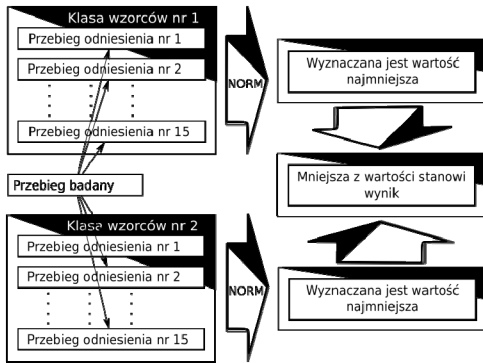 Klasa wzorców nr 1
Przebieg odniesienia nr 1
Przebieg odniesienia nr 2
Przebieg odniesienia nr 15
NORM
Wyznaczana jest wartość
najmniejsza
Przebieg badany
Mniejsza z wartości stanowi
wynik
Klasa wzorców nr 2
Przebieg odniesienia nr 1
Przebieg odniesienia nr 2
Przebieg odniesienia nr 15
NORM
Wyznaczana jest wartość
najmniejsza